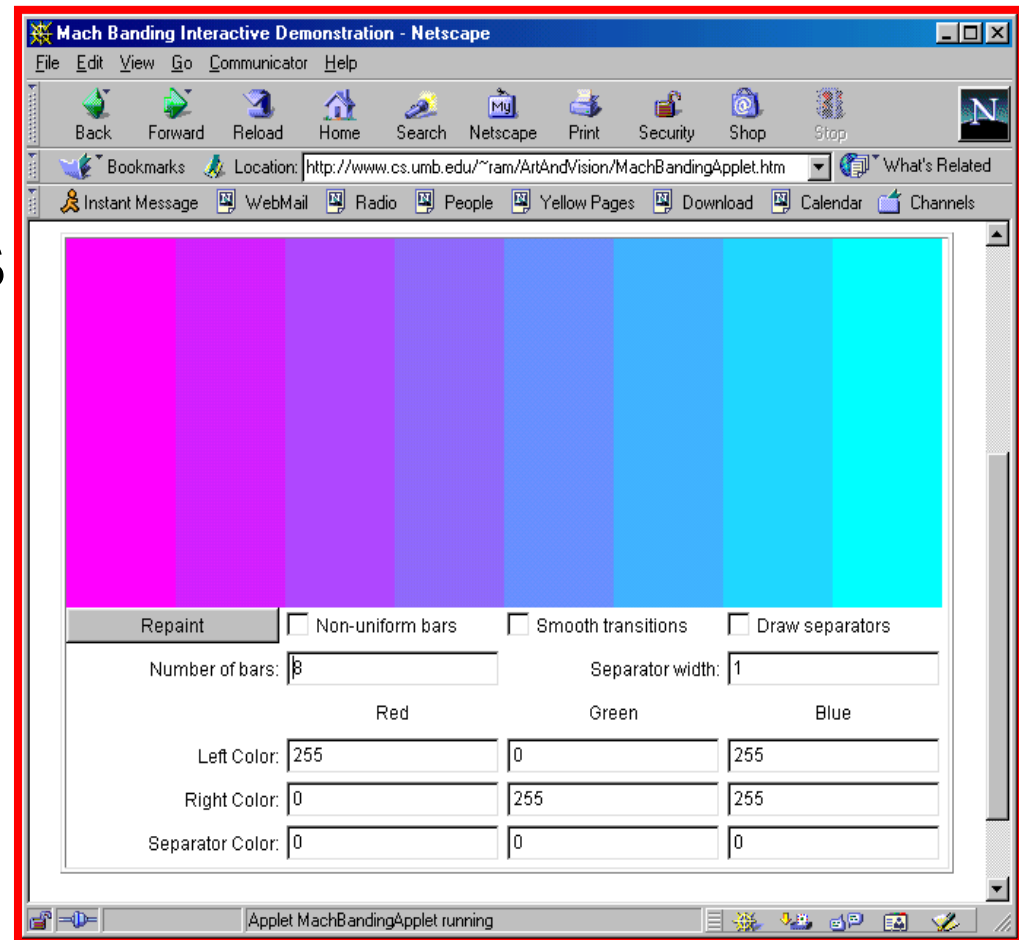 Mach Banding Interactive Demonstration - Netscape
File Edit View Go Communicator Help
Back Forward Reload Home Search Netscape Print Security Shop Stop
My
N
Bookmarks Location: http://www.cs.umb.edu/~ram/ArtAndVision/MachBandingApplet.htm What's Related
Instant Message WebMail Radio People Yellow Pages Download Calendar Channels
s
Repaint Non-uniform bars Smooth transitions Draw separators
Number of bars: 8 Separator width: 1
Red Green Blue
Left Color: 255 0 255
Right Color: 0 255 255
Separator Color: 0 0 0
Applet MachBandingApplet running